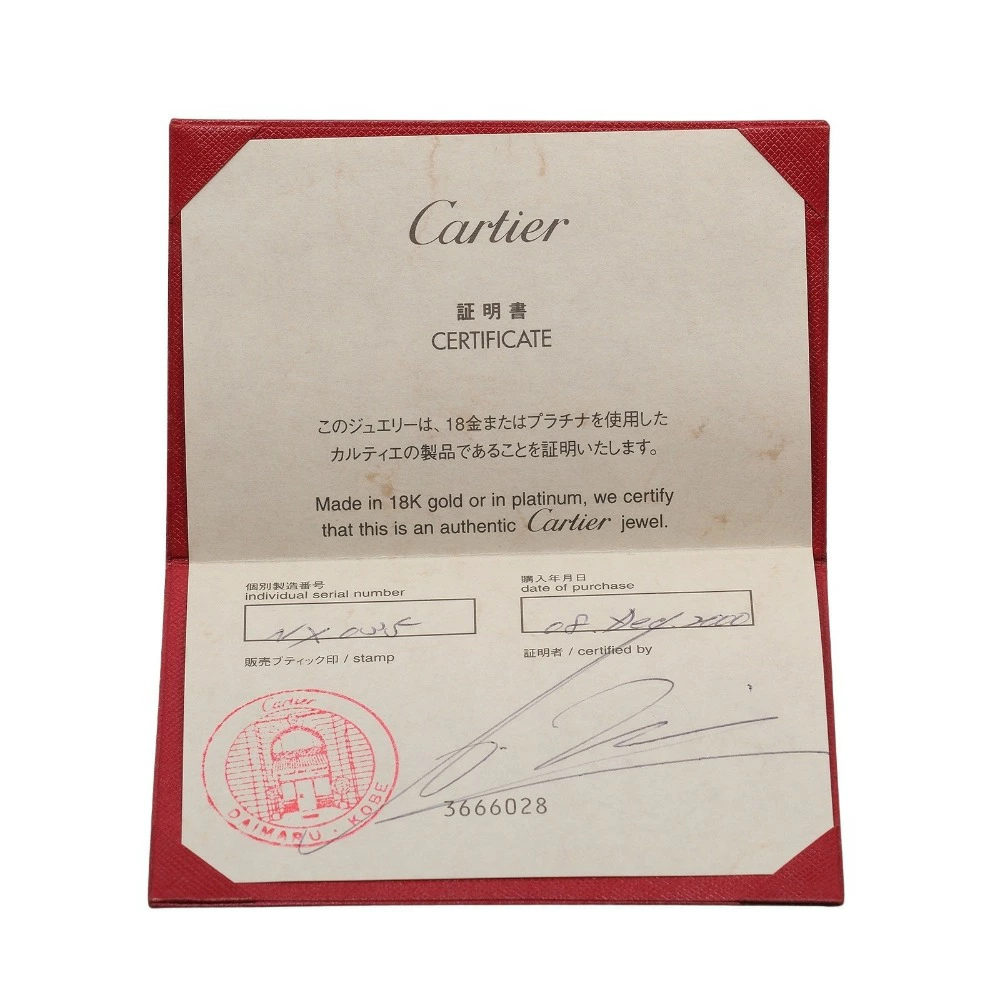 Cartier
証明書
CERTIFICATE
このジュエリーは、18金またはプラチナを使用した
カルティエの製品であることを証明いたします。
Made in 18K gold or in platinum, we certify
that this is an authentic Cartier jewel.
個別製造番号
individual serial number
購入年月日
date of purchase
08. Dec. 2000
販売ブティック印 / stamp
証明者 / certified by
Cartier
DAIMARU · KOBE
3666028